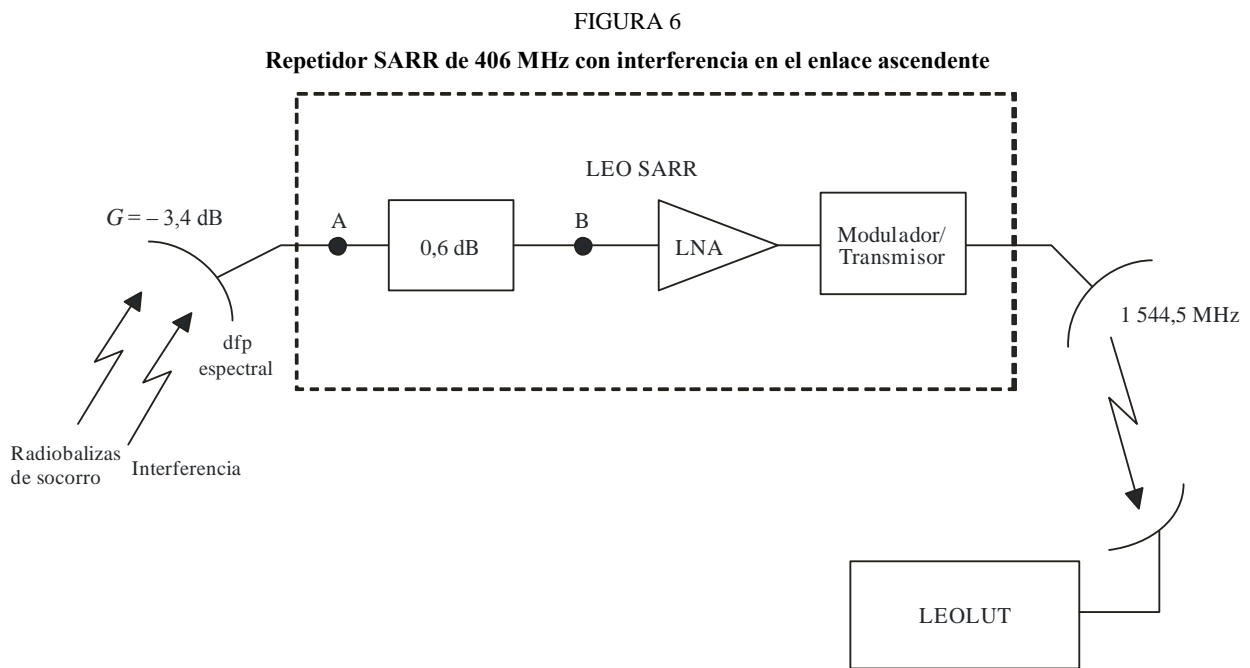 FIGURA 6
Repetidor SARR de 406 MHz con interferencia en el enlace ascendente
LEO SARR
G = – 3,4 dB
A
B
0,6 dB
LNA
Modulador/
Transmisor
1 544,5 MHz
dfp
espectral
Radiobalizas
de socorro
Interferencia
LEOLUT